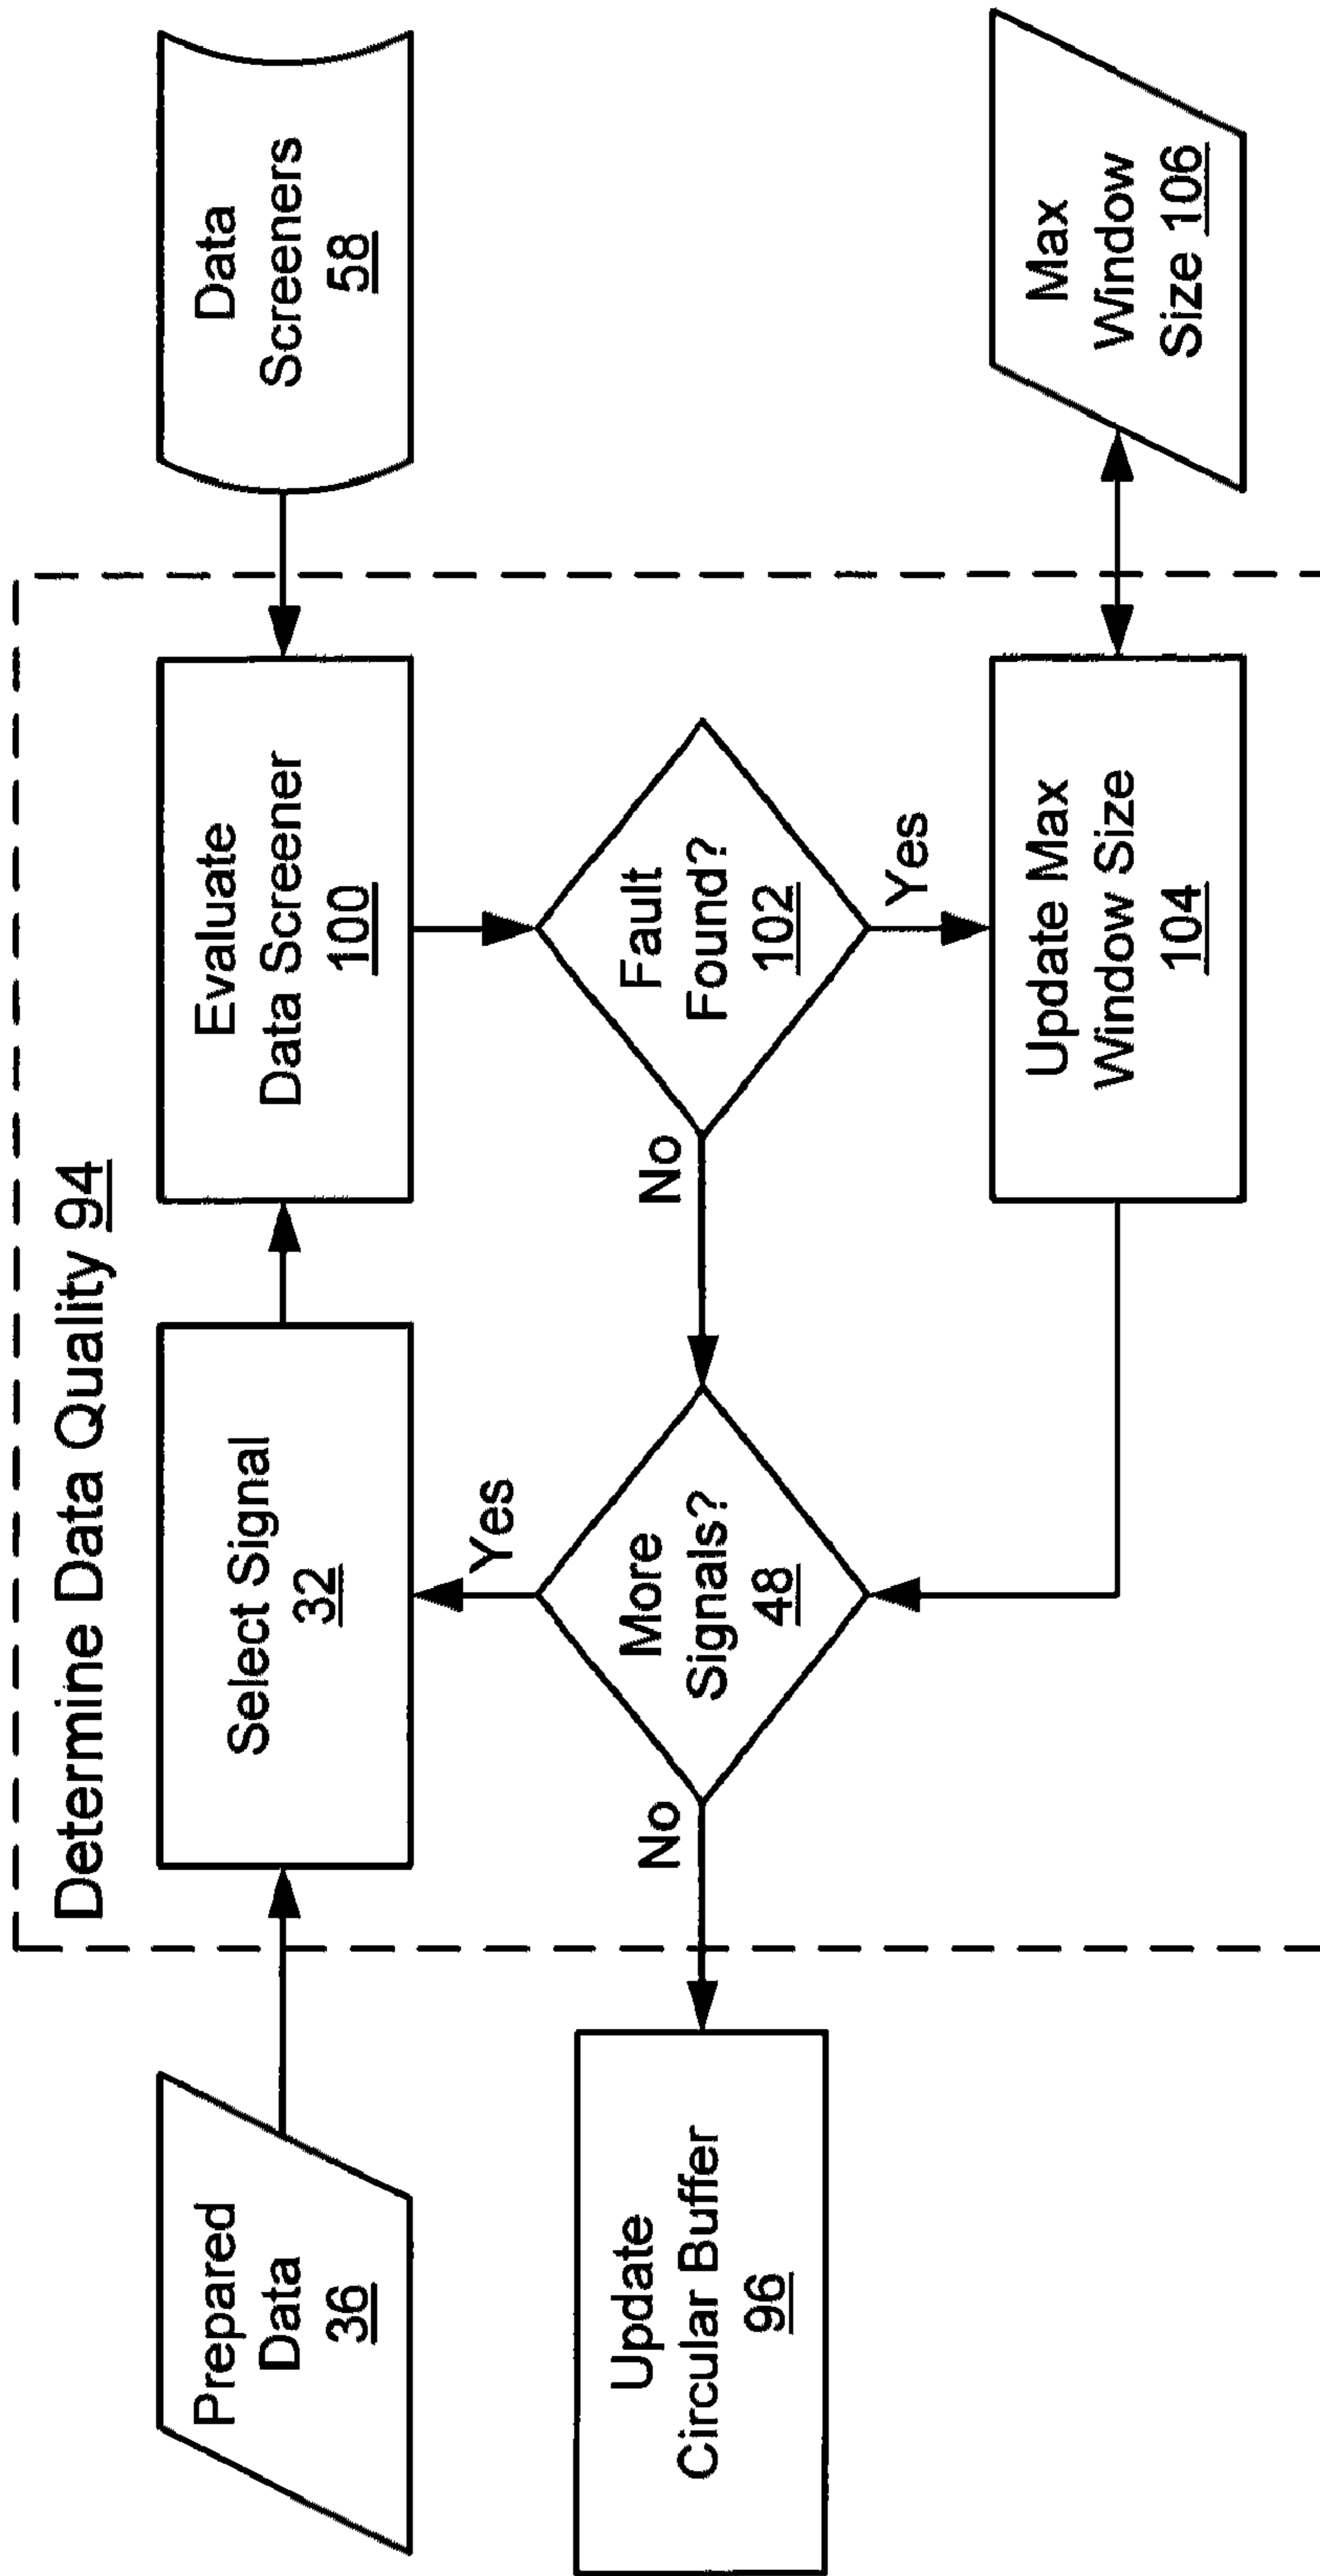 Determine Data Quality 94
Prepared
Data
36
Select Signal
32
Evaluate
Data Screener
100
Data
Screeners
58
Update
Circular Buffer
96
No
More
Signals?
48
Yes
No
Fault
Found?
102
Yes
Update Max
Window Size
104
Max
Window
Size 106